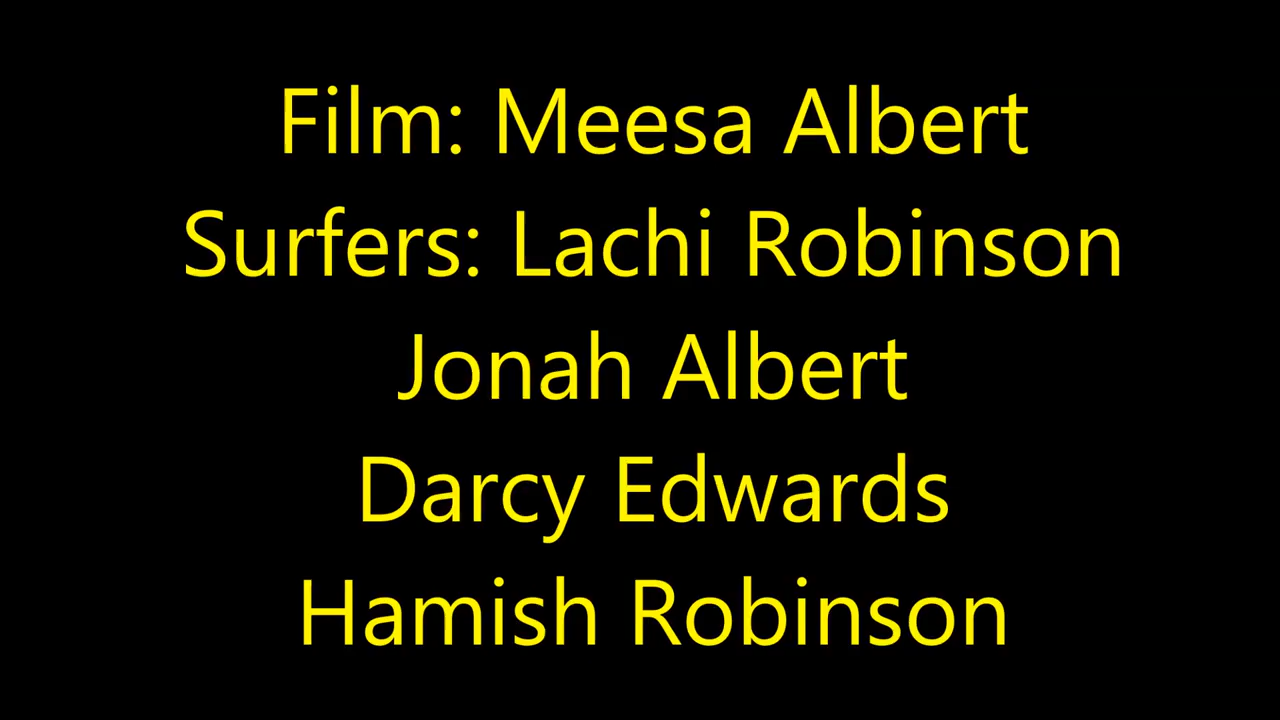 Film: Meesa Albert
Surfers: Lachi Robinson
Jonah Albert
Darcy Edwards
Hamish Robinson